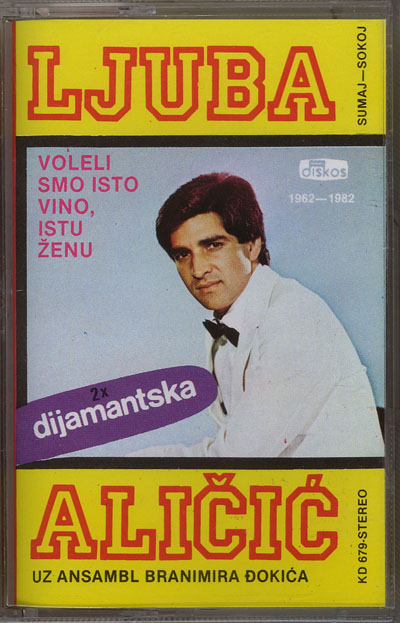 LJUBA
SUMAJ—SOKOJ
VOLELI
SMO ISTO
VINO,
ISTU
ŽENU
diskos
1962—1982
2x
dijamantska
ALIČIĆ
KD 679-STEREO
UZ ANSAMBL BRANIMIRA ĐOKIĆA